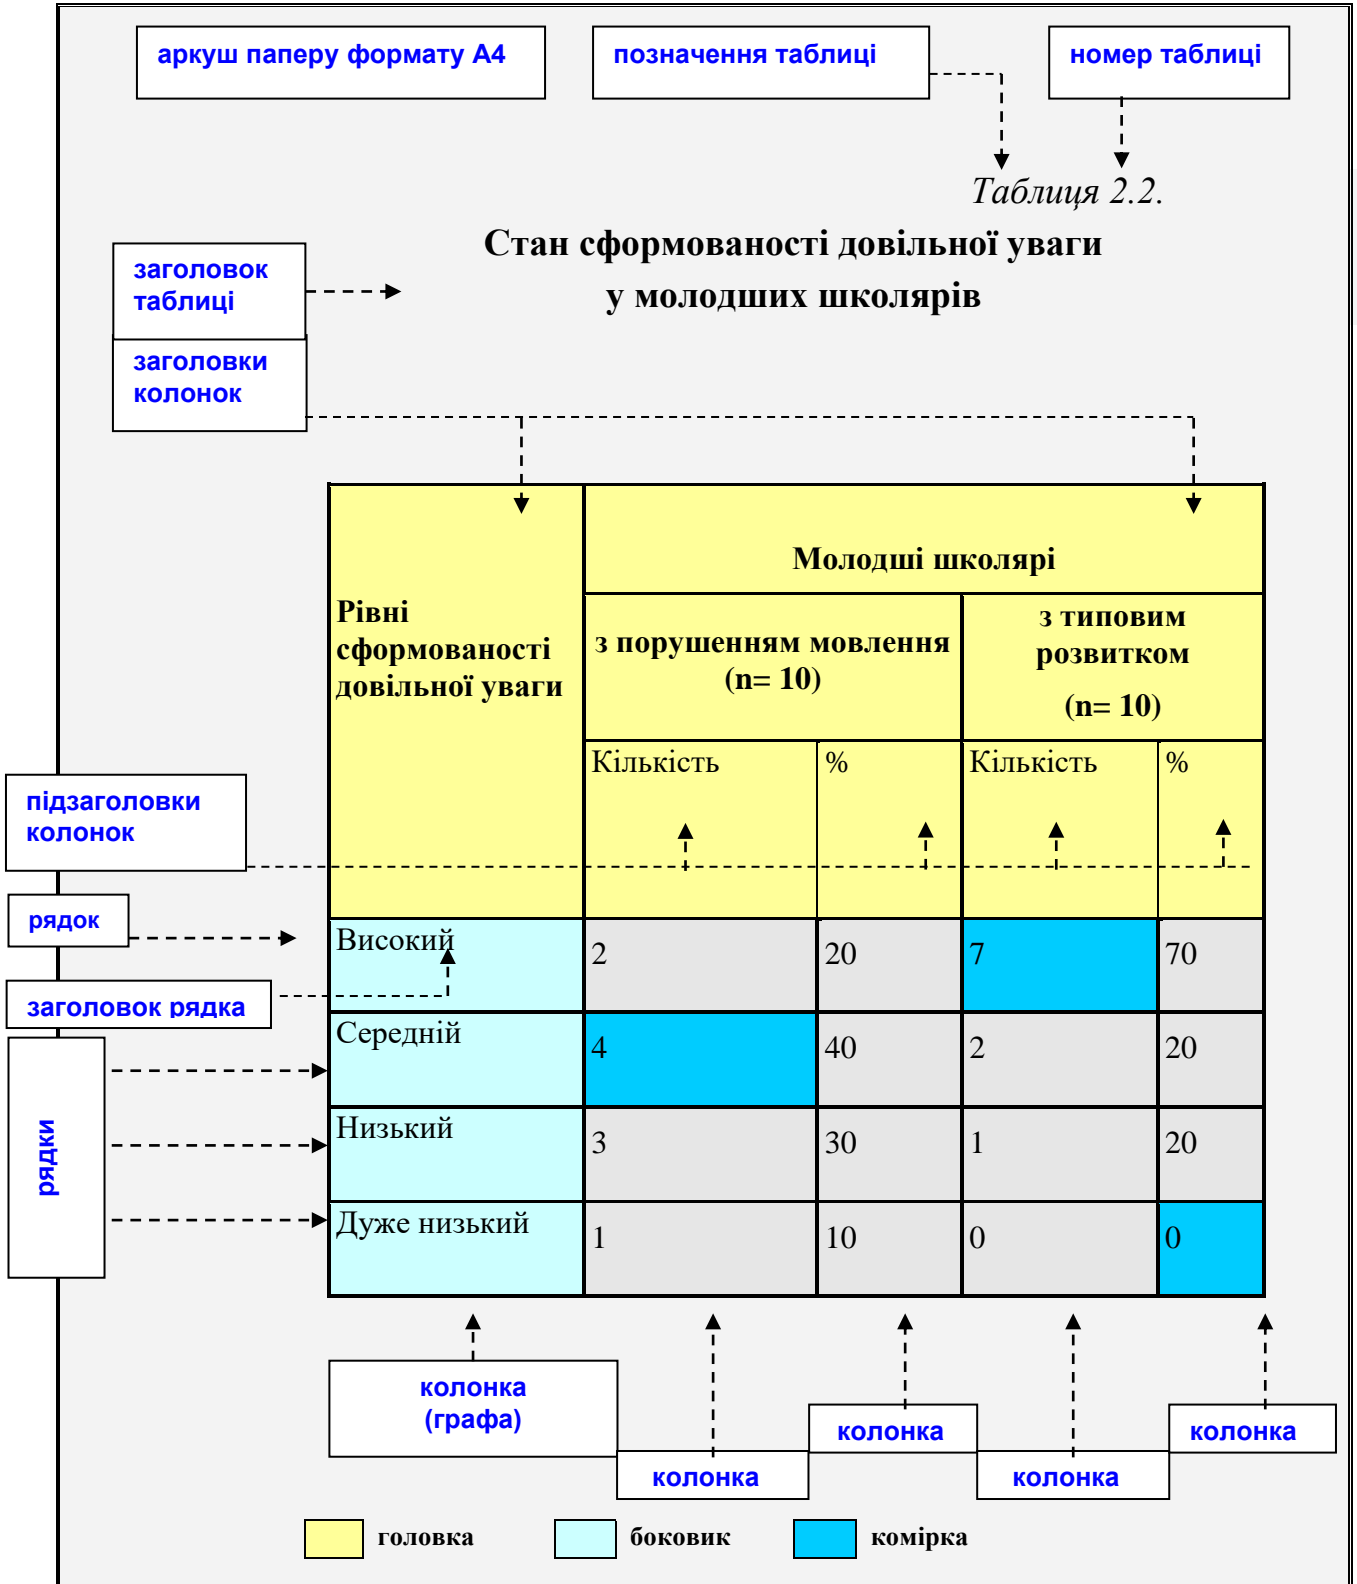 аркуш паперу формату А4
позначення таблиці
номер таблиці
Таблиця 2.2.
Стан сформованості довільної уваги
у молодших школярів
заголовок
таблиці
заголовки
колонок
Рівні
сформованості
довільної уваги
Молодші школярі
з порушенням мовлення
(n= 10)
з типовим
розвитком
(n= 10)
Кількість
%
Кількість
%
підзаголовки
колонок
рядок
Високий
2
20
7
70
заголовок рядка
Середній
4
40
2
20
рядки
Низький
3
30
1
20
Дуже низький
1
10
0
0
колонка
(графа)
колонка
колонка
колонка
колонка
головка
боковик
комірка